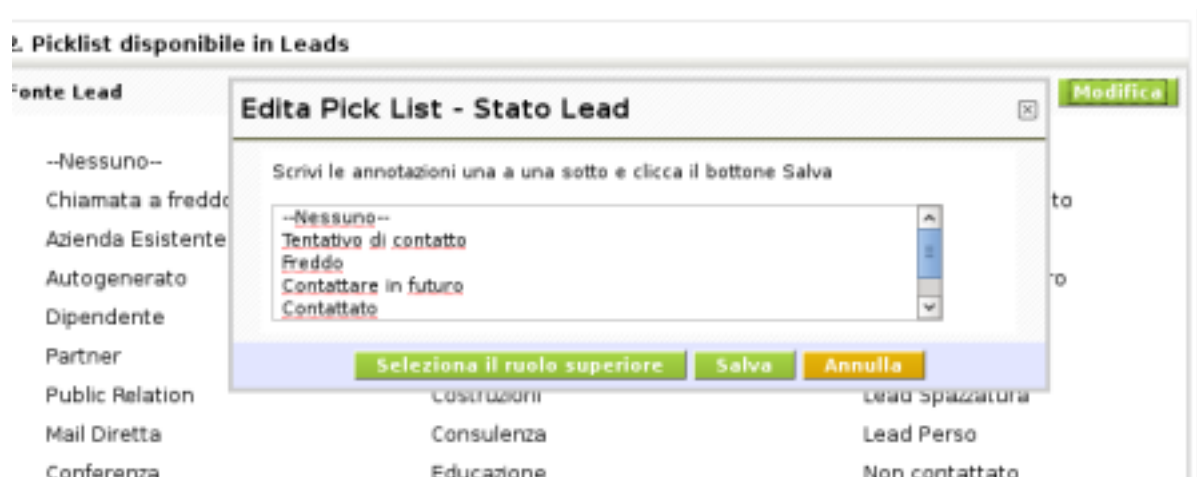 2. Picklist disponibile in Leads
Fonte Lead
Modifica
Edita Pick List - Stato Lead
Scrivi le annotazioni una a una sotto e clicca il bottone Salva
--Nessuno--
Tentativo di contatto
Freddo
Contattare in futuro
Contattato
Seleziona il ruolo superiore Salva Annulla
--Nessuno--
Chiamata a freddo
to
Azienda Esistente
Autogenerato
ro
Dipendente
Partner
Public Relation Costruzioni Lead Spazzatura
Mail Diretta Consulenza Lead Perso
Conferenza Educazione Non contattato